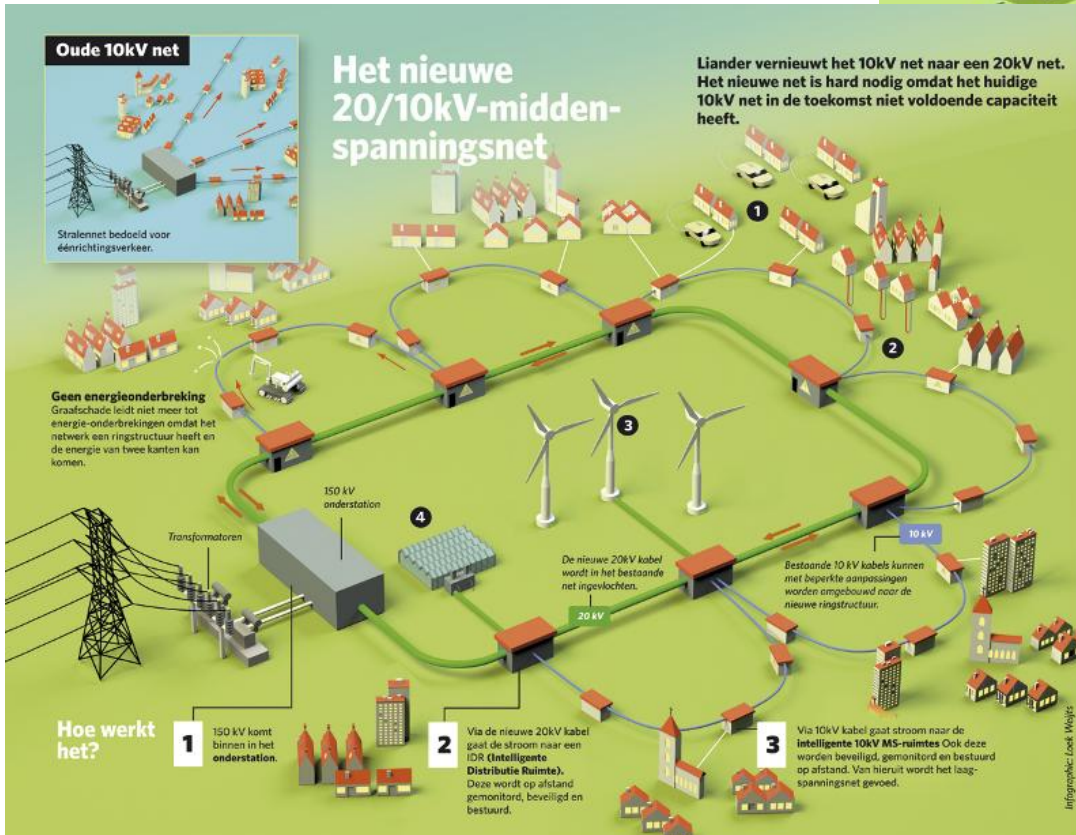 Oude 10kV net
Stralennet bedoeld voor
éénrichtingsverkeer.
Het nieuwe
20/10kV-midden-
spanningsnet
Liander vernieuwt het 10kV net naar een 20kV net.
Het nieuwe net is hard nodig omdat het huidige
10kV net in de toekomst niet voldoende capaciteit
heeft.
1
2
3
4
Geen energieonderbreking
Graafschade leidt niet meer tot
energie-onderbrekingen omdat het
netwerk een ringstructuur heeft en
de energie van twee kanten kan
komen.
150 kV
onderstation
Transformatoren
De nieuwe 20kV kabel
wordt in het bestaande
net ingevlochten.
20 kV
10 kV
Bestaande 10 kV kabels kunnen
met beperkte aanpassingen
worden omgebouwd naar de
nieuwe ringstructuur.
Hoe werkt
het?
1
150 kV komt
binnen in het
onderstation.
2
Via de nieuwe 20kV kabel
gaat de stroom naar een
IDR (Intelligente
Distributie Ruimte).
Deze wordt op afstand
gemonitord, beveiligd en
bestuurd.
3
Via 10kV kabel gaat stroom naar de
intelligente 10kV MS-ruimtes Ook deze
worden beveiligd, gemonitord en bestuurd
op afstand. Van hieruit wordt het laag-
spanningsnet gevoed.
Infographic: Loek Weijts